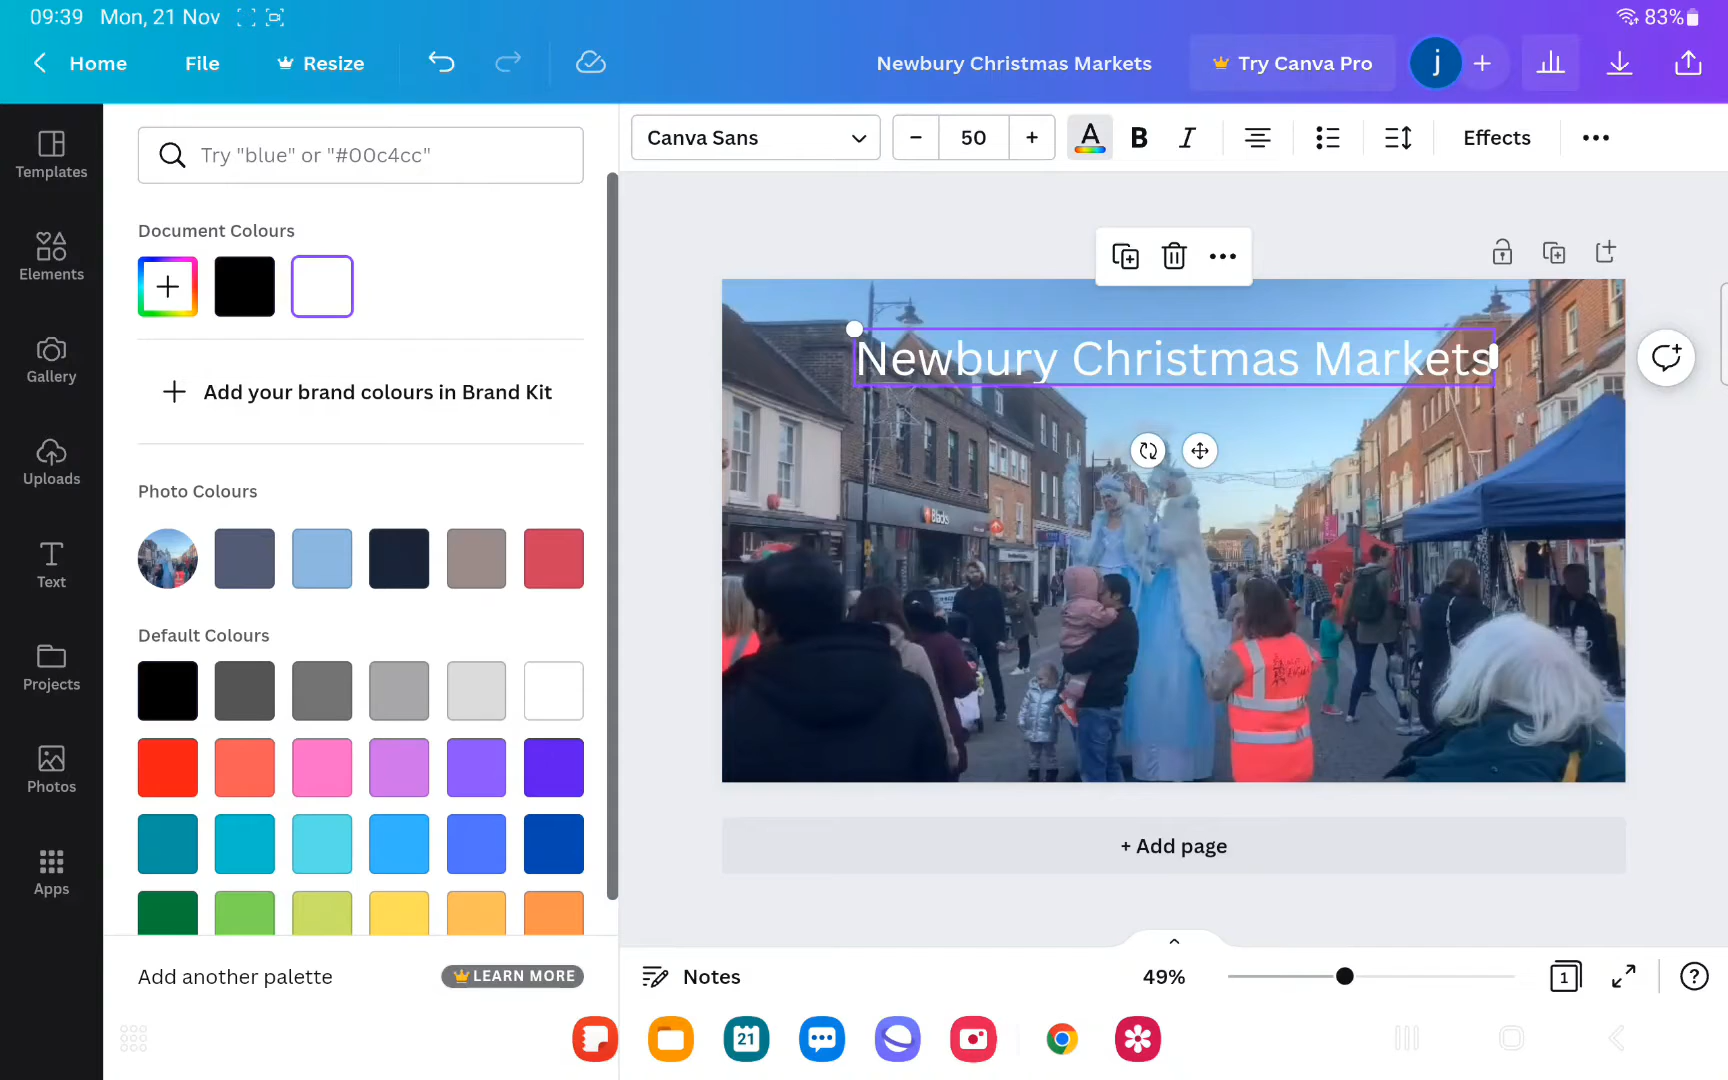 09:39 Mon, 21 Nov
83%
Home
File
Resize
Newbury Christmas Markets
Try Canva Pro
j
Templates
Elements
Gallery
Uploads
Text
Projects
Photos
Apps
Try "blue" or "#00c4cc"
Document Colours
Add your brand colours in Brand Kit
Photo Colours
Default Colours
Add another palette
LEARN MORE
Canva Sans
50
A
B
I
Effects
Newbury Christmas Markets
Blacks
+ Add page
Notes
49%
1
21